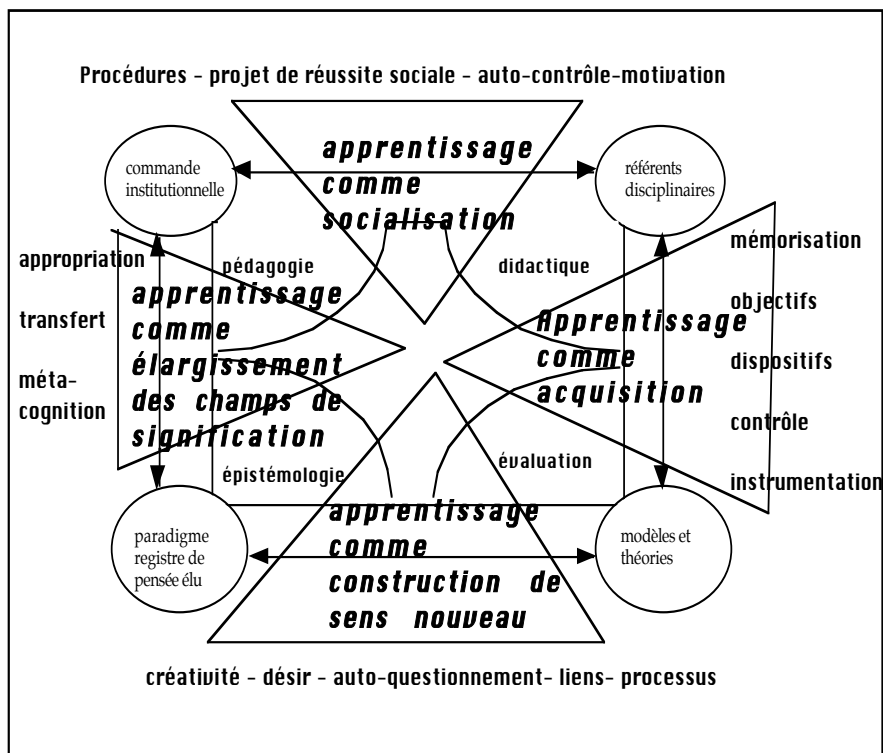 Procédures - projet de réussite sociale - auto-contrôle-motivation
apprentissage
comme
socialisation
commande
institutionnelle
référents
disciplinaires
appropriation
transfert
méta-
cognition
pédagogie
didactique
mémorisation
objectifs
dispositifs
contrôle
instrumentation
apprentissage
comme
élargissement
des champs de
signification
Apprentissage
comme
acquisition
épistémologie
évaluation
paradigme
registre de
pensée élu
apprentissage
comme
construction de
sens nouveau
modèles et
théories
créativité - désir - auto-questionnement- liens- processus